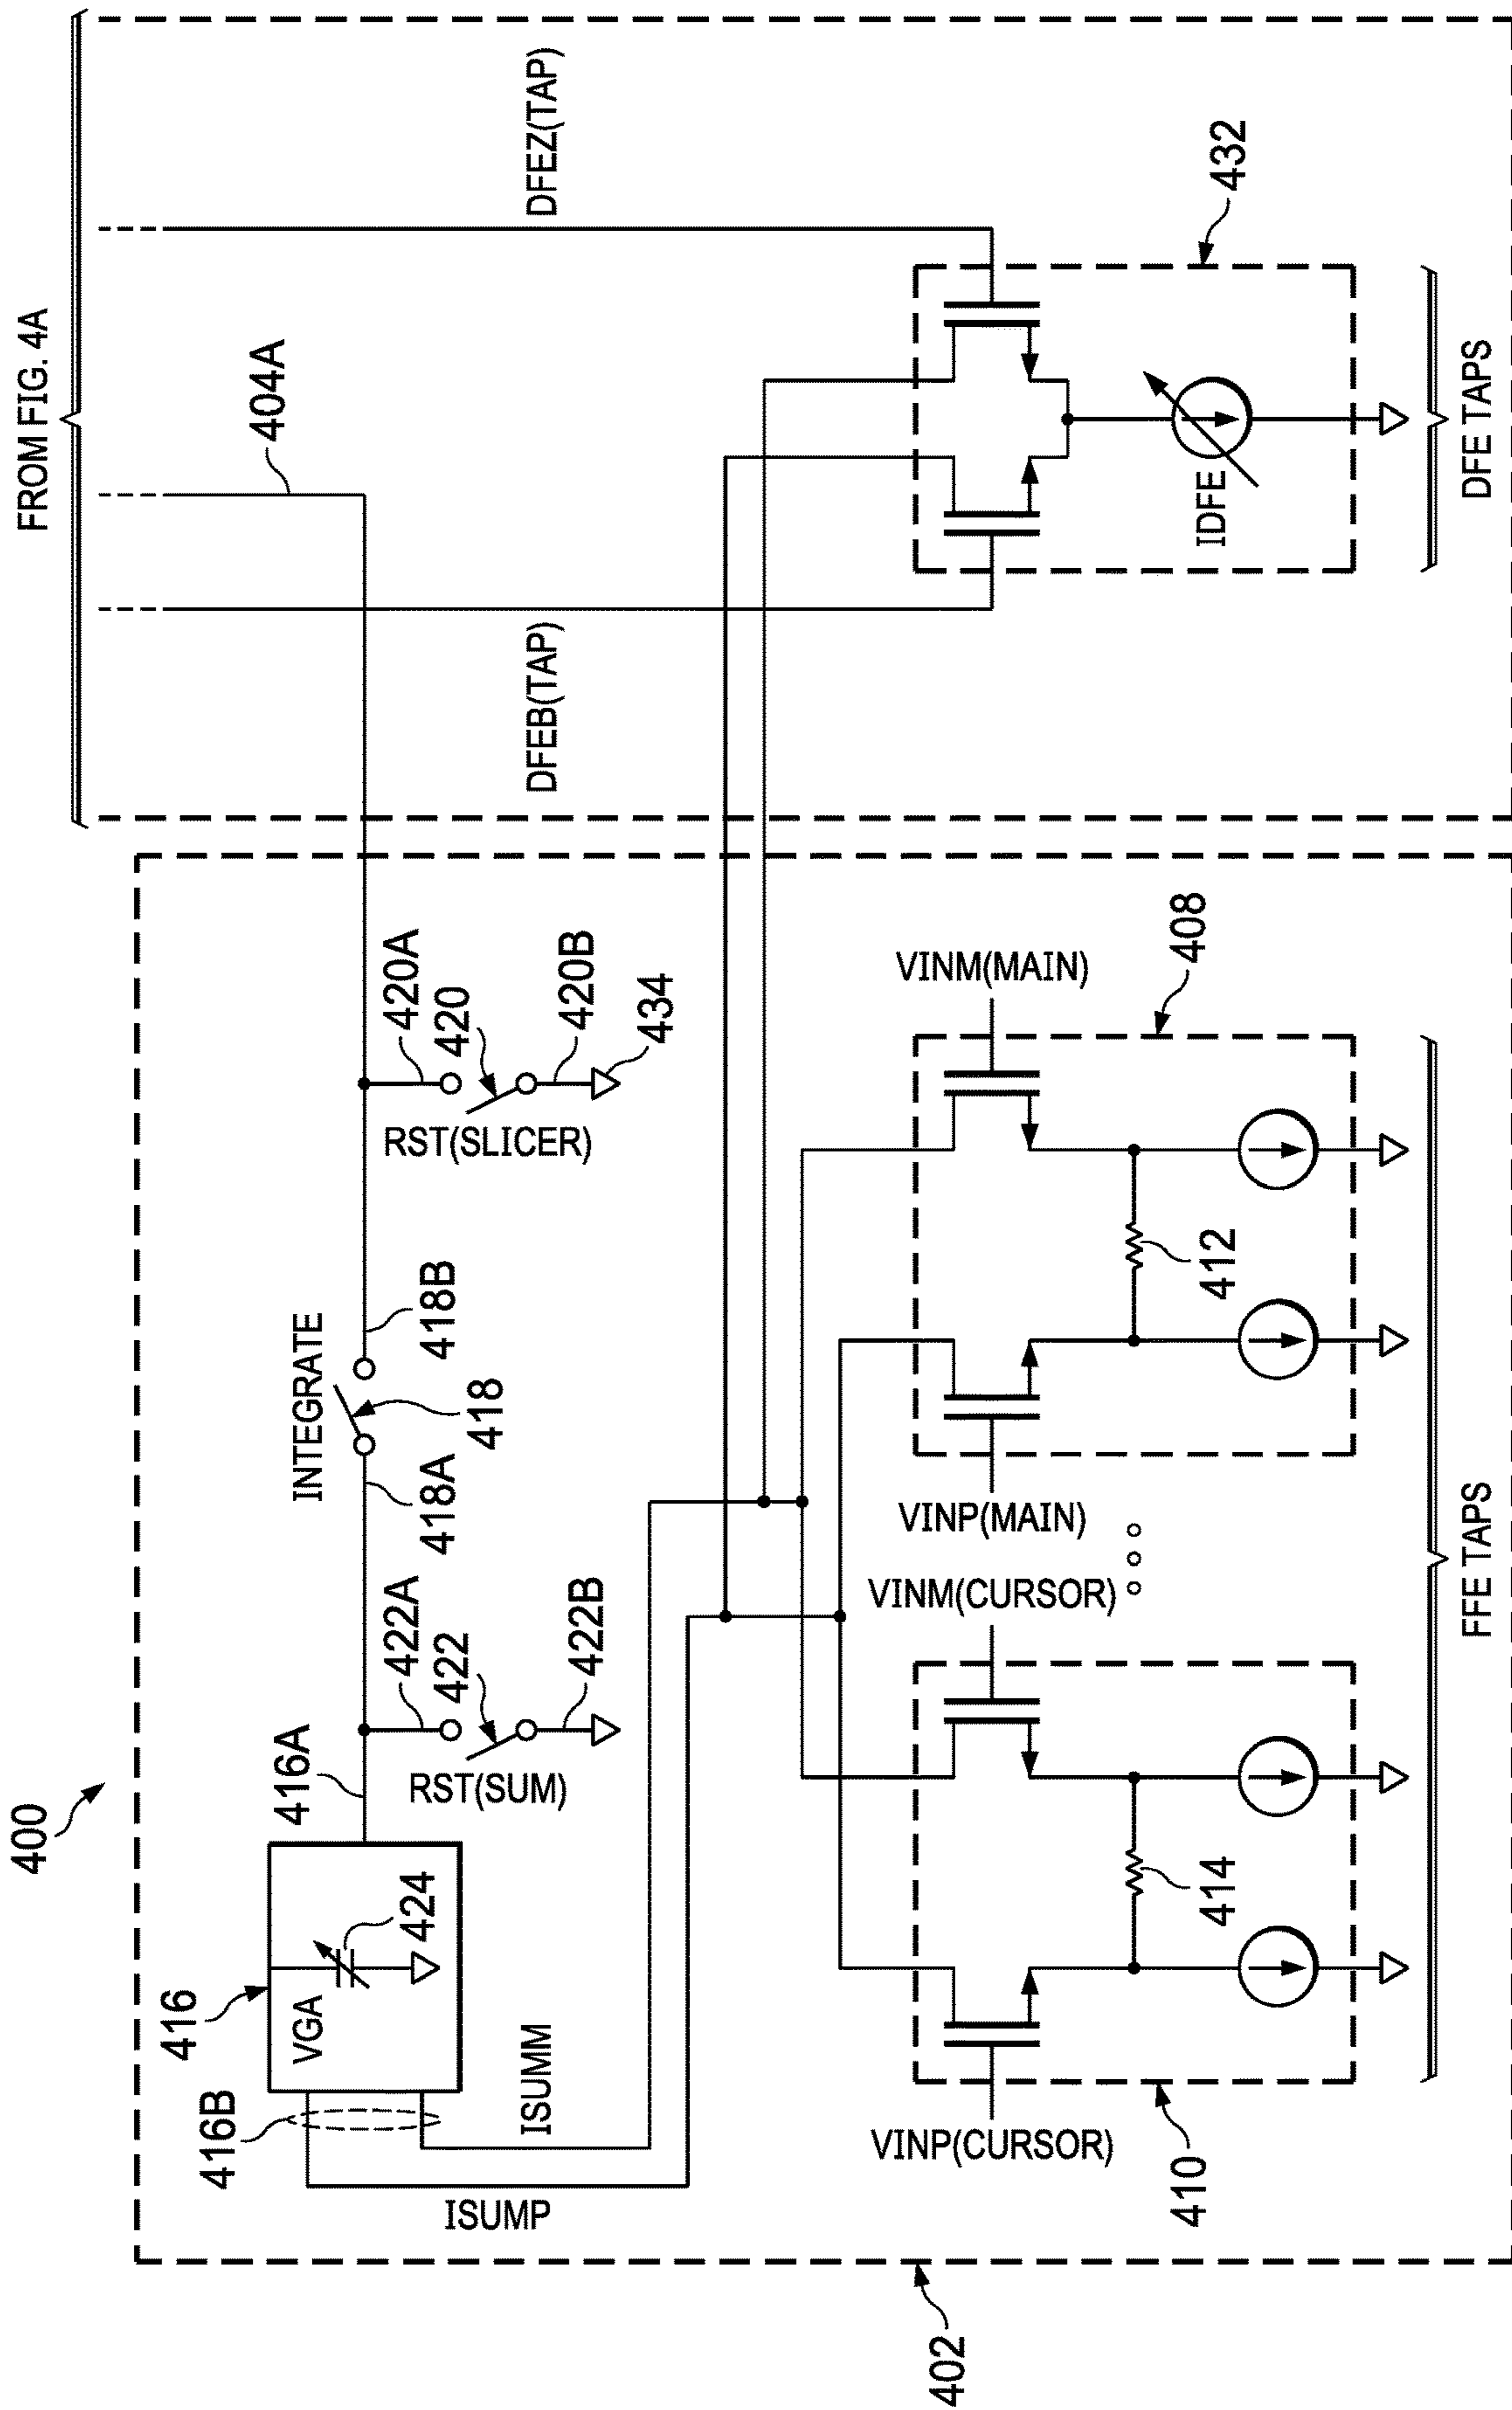 FROM FIG. 4A
400
404A
416
416A
416B
VGA
424
INTEGRATE
418
418A
418B
420A
420
420B
RST(SLICER)
434
422A
422
422B
RST(SUM)
DFEB(TAP)
DFEZ(TAP)
ISUMM
ISUMP
402
VINP(CURSOR)
VINM(CURSOR)
VINP(MAIN)
VINM(MAIN)
410
414
408
412
432
IDFE
FFE TAPS
DFE TAPS